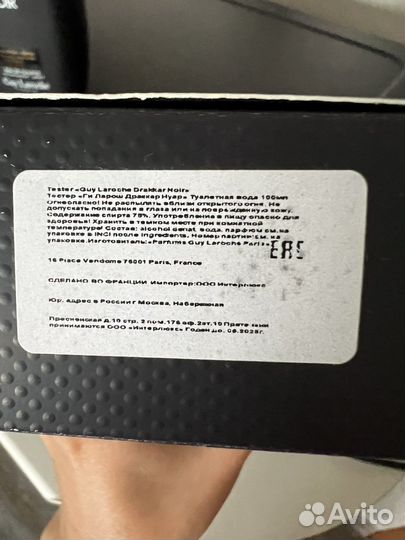 Tester «Guy Laroche Drakkar Noir»
Тестер «Ги Ларош Драккар Нуар» Туалетная вода 100мл
Огнеопасно! Не распылять вблизи открытого огня. Не
допускать попадания в глаза или на поврежденную кожу.
Содержание спирта 78%. Употребление в пищу опасно для
здоровья! Хранить в темном месте при комнатной
температуре! Состав: alcohol denat, вода, парфюм см. на
упаковке в INCI после Ingredients. Номер партии: см. на
упаковке. Изготовитель: «Parfums Guy Laroche Paris»
EAC
16 Place Vendome 75001 Paris, France
СДЕЛАНО ВО ФРАНЦИИ Импортер: ООО Интерлюкс
Юр. адрес в России г Москва, Набережная
Пресненская д.10 стр. 2 пом.176 оф.2эт.10 Претензии
принимаются ООО «Интерлюкс» Годен до.
Avito